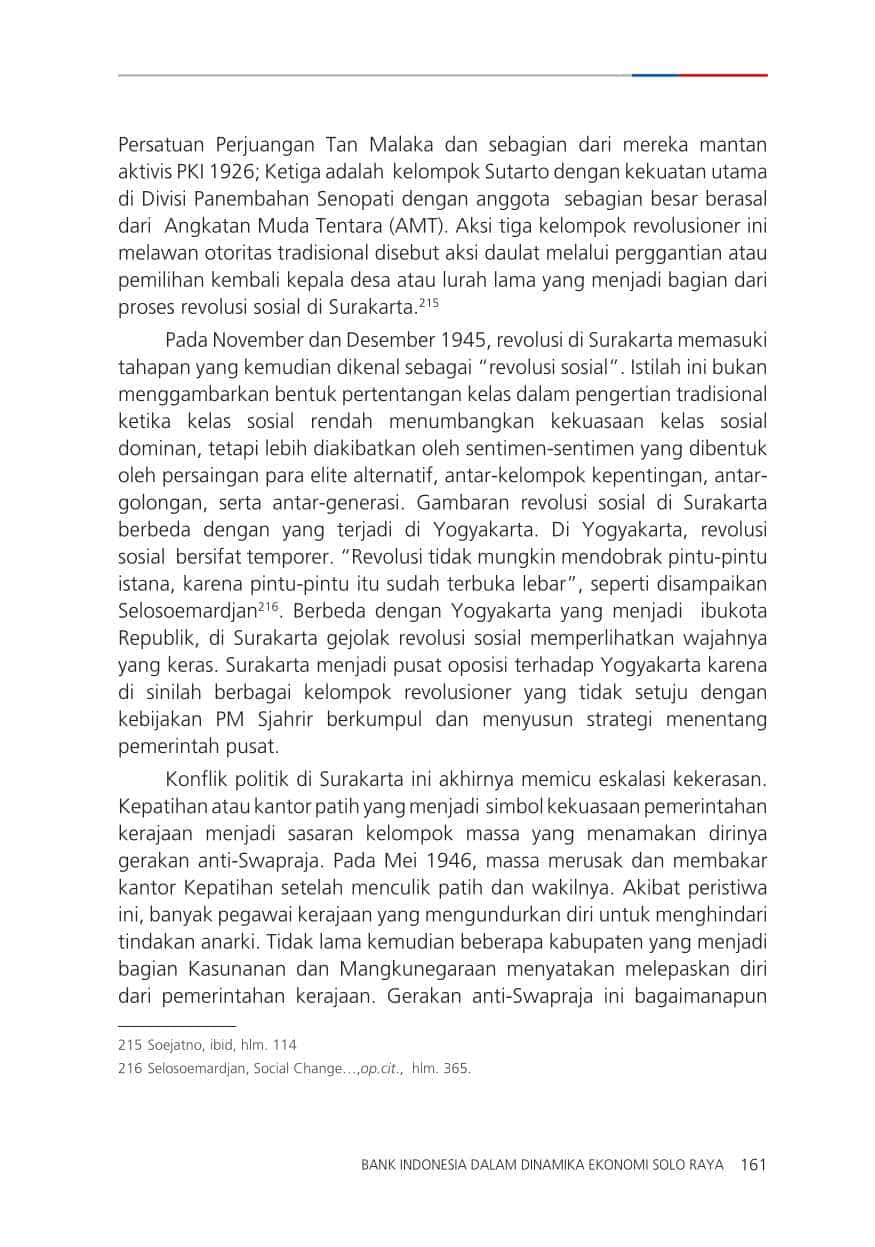 Persatuan Perjuangan Tan Malaka dan sebagian dari mereka mantan
aktivis PKI 1926; Ketiga adalah kelompok Sutarto dengan kekuatan utama
di Divisi Panembahan Senopati dengan anggota sebagian besar berasal
dari Angkatan Muda Tentara (AMT). Aksi tiga kelompok revolusioner ini
melawan otoritas tradisional disebut aksi daulat melalui perggantian atau
pemilihan kembali kepala desa atau lurah lama yang menjadi bagian dari
proses revolusi sosial di Surakarta.215
Pada November dan Desember 1945, revolusi di Surakarta memasuki
tahapan yang kemudian dikenal sebagai “revolusi sosial”. Istilah ini bukan
menggambarkan bentuk pertentangan kelas dalam pengertian tradisional
ketika kelas sosial rendah menumbangkan kekuasaan kelas sosial
dominan, tetapi lebih diakibatkan oleh sentimen-sentimen yang dibentuk
oleh persaingan para elite alternatif, antar-kelompok kepentingan, antar-
golongan, serta antar-generasi. Gambaran revolusi sosial di Surakarta
berbeda dengan yang terjadi di Yogyakarta. Di Yogyakarta, revolusi
sosial bersifat temporer. “Revolusi tidak mungkin mendobrak pintu-pintu
istana, karena pintu-pintu itu sudah terbuka lebar”, seperti disampaikan
Selosoemardjan216. Berbeda dengan Yogyakarta yang menjadi ibukota
Republik, di Surakarta gejolak revolusi sosial memperlihatkan wajahnya
yang keras. Surakarta menjadi pusat oposisi terhadap Yogyakarta karena
di sinilah berbagai kelompok revolusioner yang tidak setuju dengan
kebijakan PM Sjahrir berkumpul dan menyusun strategi menentang
pemerintah pusat.
Konflik politik di Surakarta ini akhirnya memicu eskalasi kekerasan.
Kepatihan atau kantor patih yang menjadi simbol kekuasaan pemerintahan
kerajaan menjadi sasaran kelompok massa yang menamakan dirinya
gerakan anti-Swapraja. Pada Mei 1946, massa merusak dan membakar
kantor Kepatihan setelah menculik patih dan wakilnya. Akibat peristiwa
ini, banyak pegawai kerajaan yang mengundurkan diri untuk menghindari
tindakan anarki. Tidak lama kemudian beberapa kabupaten yang menjadi
bagian Kasunanan dan Mangkunegaraan menyatakan melepaskan diri
dari pemerintahan kerajaan. Gerakan anti-Swapraja ini bagaimanapun
215 Soejatno, ibid, hlm. 114
216 Selosoemardjan, Social Change...,op.cit., hlm. 365.
BANK INDONESIA DALAM DINAMIKA EKONOMI SOLO RAYA 161